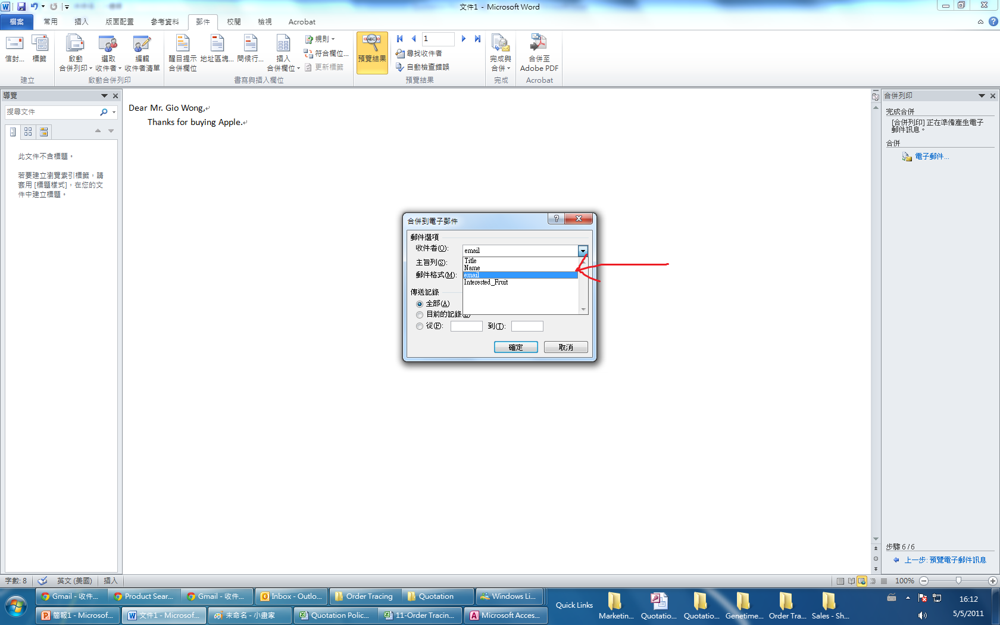 文件1 - Microsoft Word
檔案 常用 插入 版面配置 參考資料 郵件 校閱 檢視 Acrobat
信封... 標籤
建立
啟動
合併列印
選取
收件者
編輯
收件者清單
啟動合併列印
醒目提示
合併欄位
地址區塊...
問候行...
插入
合併欄位
規則
符合欄位...
更新標籤
書寫與插入欄位
ABC
預覽結果
1
尋找收件者
自動檢查錯誤
預覽結果
完成與
合併
完成
合併至
Adobe PDF
Acrobat
導覽
搜尋文件
此文件不含標題。
若要建立瀏覽索引標籤，請
套用 [標題樣式]，在您的文
件中建立標題。
Dear Mr. Gio Wong,
Thanks for buying Apple.
合併到電子郵件
郵件選項
收件者(O): email
主旨列(S):
郵件格式(M):
Title
Name
email
Interested_Fruit
傳送記錄
全部(A)
目前的記錄
從(F): 到(T):
確定 取消
合併列印
完成合併
[合併列印] 正在準備產生電子
郵件訊息。
合併
電子郵件...
步驟 6 / 6
上一步: 預覽電子郵件訊息
字數: 8 英文 (美國) 插入 100%
Gmail - 收件... Product Sear... Gmail - 收件... Inbox - Outlo... Order Tracing Quotation Windows Li...
簡報1 - Microsof... 文件1 - Microsof... 未命名 - 小畫家 Quotation Polic... 11-Order Tracin... Microsoft Acces...
Quick Links
Marketin... Quotatio... Quotatio... Genetime... Order Tra... Sales - Sh...
16:12
5/5/2011